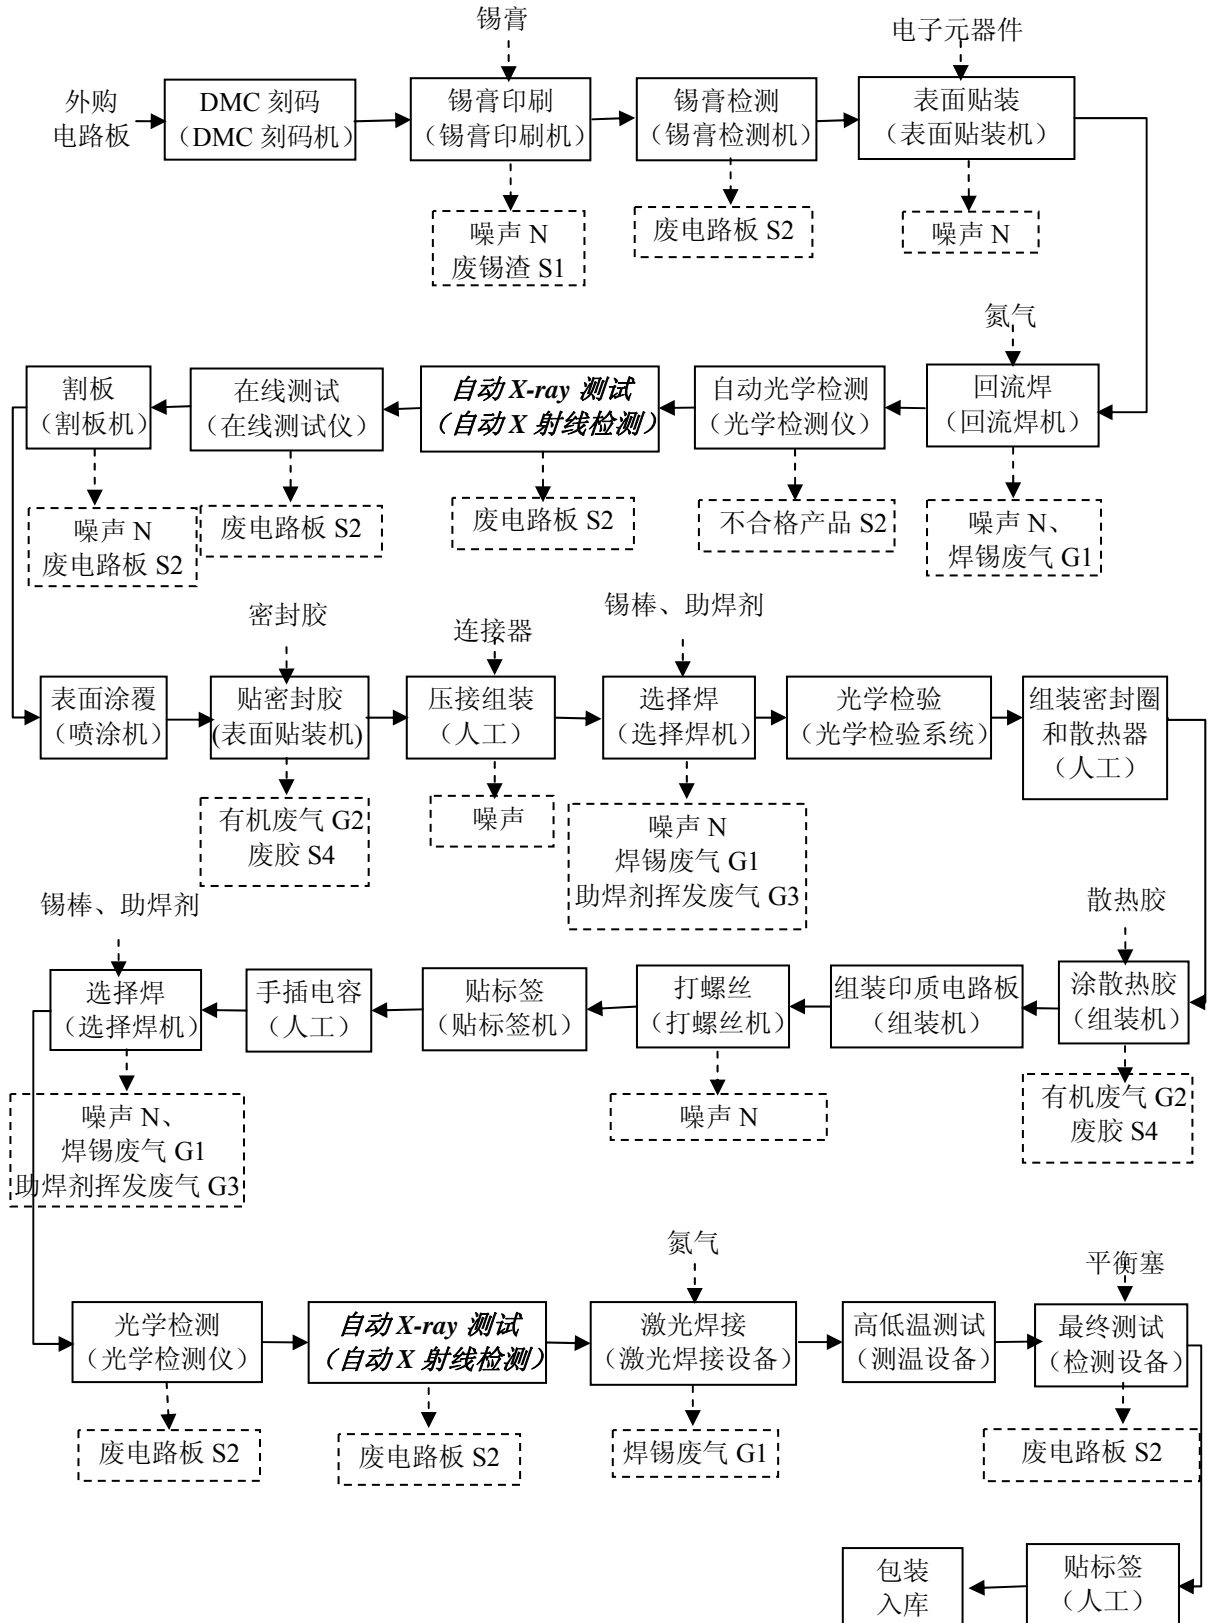 锡膏
电子元器件
外购
电路板
DMC 刻码
（DMC 刻码机）
锡膏印刷
（锡膏印刷机）
锡膏检测
（锡膏检测机）
表面贴装
（表面贴装机）
噪声 N
废锡渣 S1
废电路板 S2
噪声 N
氮气
割板
（割板机）
在线测试
（在线测试仪）
自动 X-ray 测试
（自动 X 射线检测）
自动光学检测
（光学检测仪）
回流焊
（回流焊机）
噪声 N
废电路板 S2
废电路板 S2
废电路板 S2
不合格产品 S2
噪声 N、
焊锡废气 G1
密封胶
连接器
锡棒、助焊剂
表面涂覆
（喷涂机）
贴密封胶
(表面贴装机)
压接组装
（人工）
选择焊
（选择焊机）
光学检验
（光学检验系统）
组装密封圈
和散热器
（人工）
有机废气 G2
废胶 S4
噪声
噪声 N
焊锡废气 G1
助焊剂挥发废气 G3
锡棒、助焊剂
散热胶
选择焊
（选择焊机）
手插电容
（人工）
贴标签
（贴标签机）
打螺丝
（打螺丝机）
组装印质电路板
（组装机）
涂散热胶
（组装机）
噪声 N、
焊锡废气 G1
助焊剂挥发废气 G3
噪声 N
有机废气 G2
废胶 S4
氮气
平衡塞
光学检测
（光学检测仪）
自动 X-ray 测试
（自动 X 射线检测）
激光焊接
（激光焊接设备）
高低温测试
（测温设备）
最终测试
（检测设备）
废电路板 S2
废电路板 S2
焊锡废气 G1
废电路板 S2
包装
入库
贴标签
（人工）